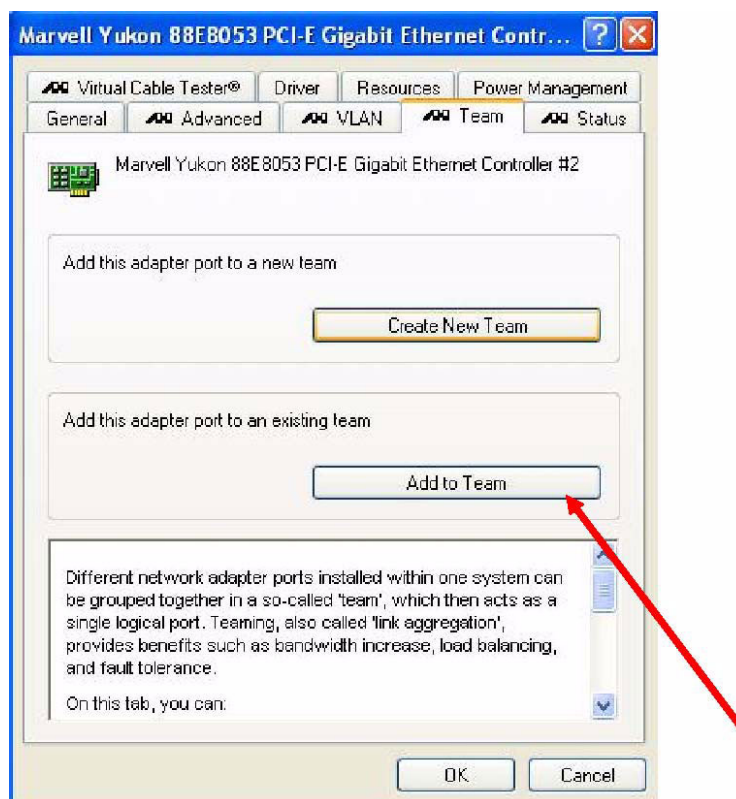 Marvell Yukon 88E8053 PCI-E Gigabit Ethernet Contr...
Virtual Cable Tester® Driver Resources Power Management
General Advanced VLAN Team Status
Marvell Yukon 88E8053 PCI-E Gigabit Ethernet Controller #2
Add this adapter port to a new team
Create New Team
Add this adapter port to an existing team
Add to Team
Different network adapter ports installed within one system can
be grouped together in a so-called 'team', which then acts as a
single logical port. Teaming, also called 'link aggregation',
provides benefits such as bandwidth increase, load balancing,
and fault tolerance.
On this tab, you can:
OK Cancel